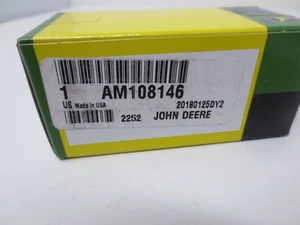 1 AM108146
US Made in USA 20180125DY2
2252 JOHN DEERE